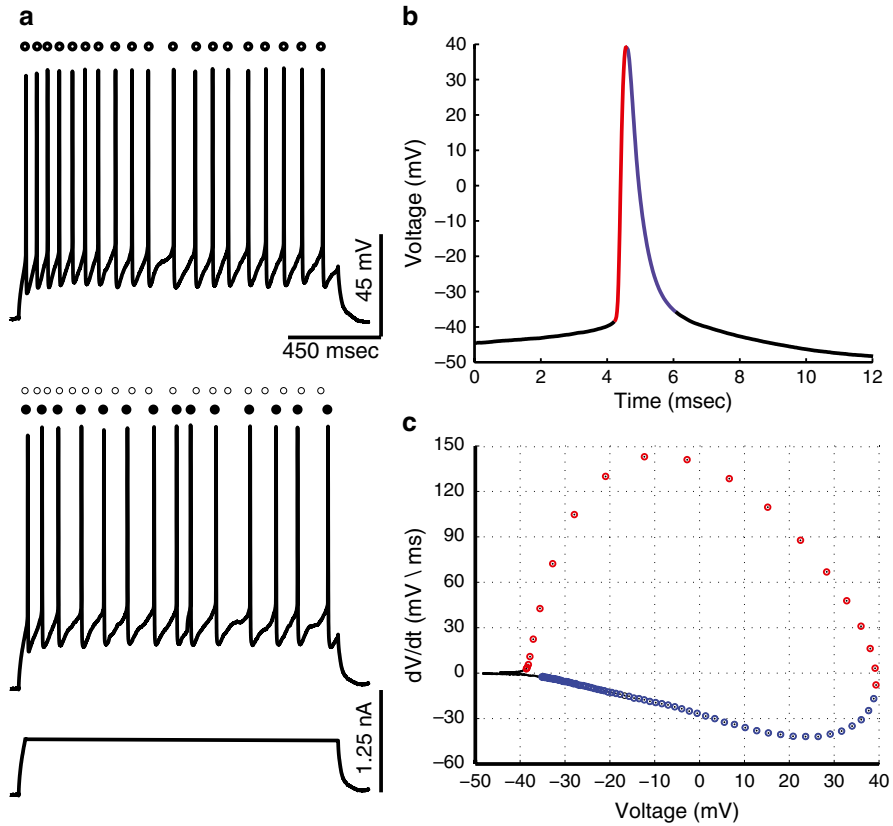 a
45 mV
450 msec
1.25 nA
b
40
30
20
10
0
−10
−20
−30
−40
−50
Voltage (mV)
0 2 4 6 8 10 12
Time (msec)
c
150
120
90
60
30
0
−30
−60
dV/dt (mV \ ms)
−50 −40 −30 −20 −10 0 10 20 30 40
Voltage (mV)